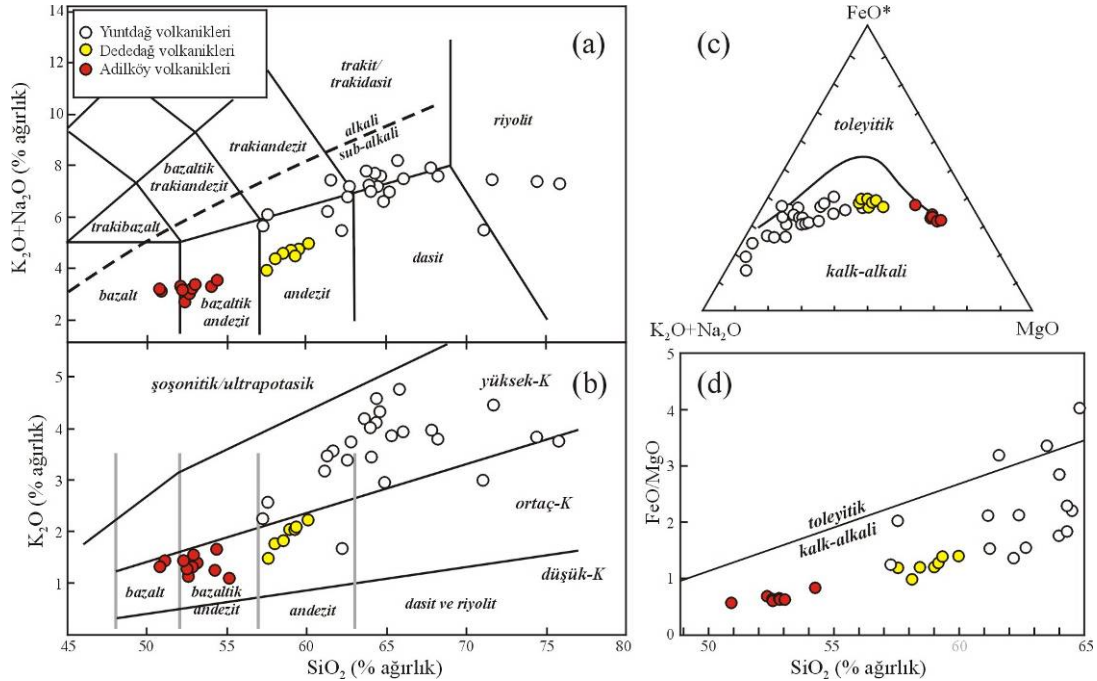 Yuntdağ volkanikleri
Dededağ volkanikleri
Adilköy volkanikleri
(a)
K₂O+Na₂O (% ağırlık)
14
12
10
8
6
4
2
trakit/
trakidasit
riyolit
alkali
sub-alkali
trakiandezit
bazaltik
trakiandezit
trakibazalt
bazalt
bazaltik
andezit
andezit
dasit
(b)
K₂O (% ağırlık)
5
4
3
2
1
şoşonitik/ultrapotasik
yüksek-K
ortaç-K
düşük-K
bazalt
bazaltik
andezit
andezit
dasit ve riyolit
45 50 55 60 65 70 75 80
SiO₂ (% ağırlık)
(c)
FeO*
toleyitik
kalk-alkali
K₂O+Na₂O
MgO
(d)
FeO/MgO
5
4
3
2
1
0
toleyitik
kalk-alkali
50 55 60 65
SiO₂ (% ağırlık)